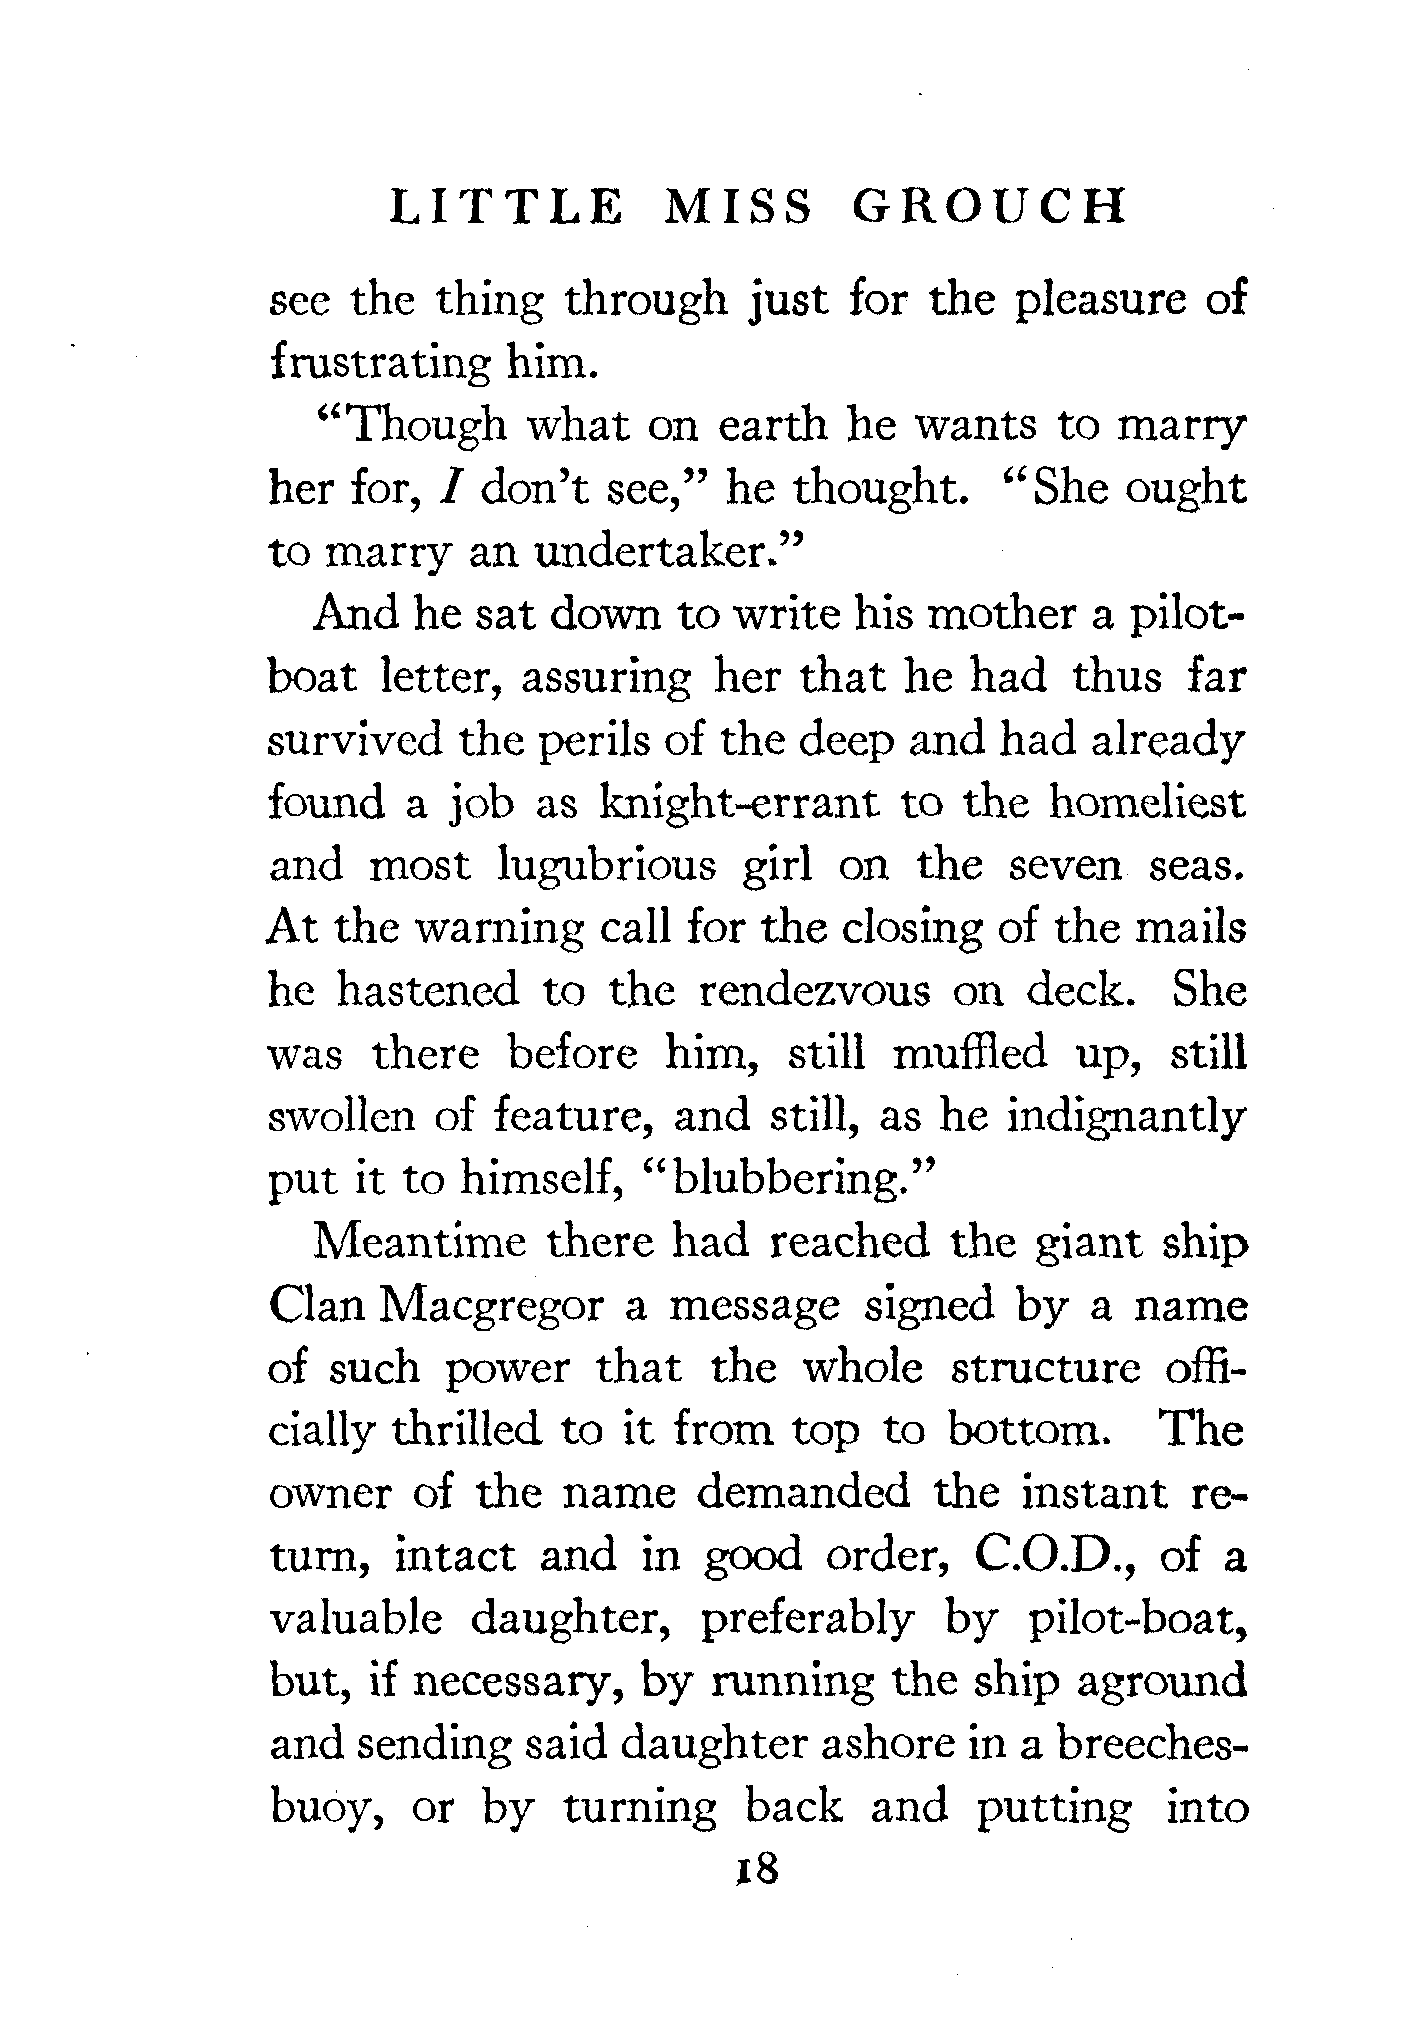 LITTLE MISS GROUCH
see the thing through just for the pleasure of
frustrating him.
“Though what on earth he wants to marry
her for, I don’t see,” he thought. “She ought
to marry an undertaker.”
And he sat down to write his mother a pilot-
boat letter, assuring her that he had thus far
survived the perils of the deep and had already
found a job as knight-errant to the homeliest
and most lugubrious girl on the seven seas.
At the warning call for the closing of the mails
he hastened to the rendezvous on deck. She
was there before him, still muffled up, still
swollen of feature, and still, as he indignantly
put it to himself, “blubbering.”
Meantime there had reached the giant ship
Clan Macgregor a message signed by a name
of such power that the whole structure offi-
cially thrilled to it from top to bottom. The
owner of the name demanded the instant re-
turn, intact and in good order, C.O.D., of a
valuable daughter, preferably by pilot-boat,
but, if necessary, by running the ship aground
and sending said daughter ashore in a breeches-
buoy, or by turning back and putting into
18